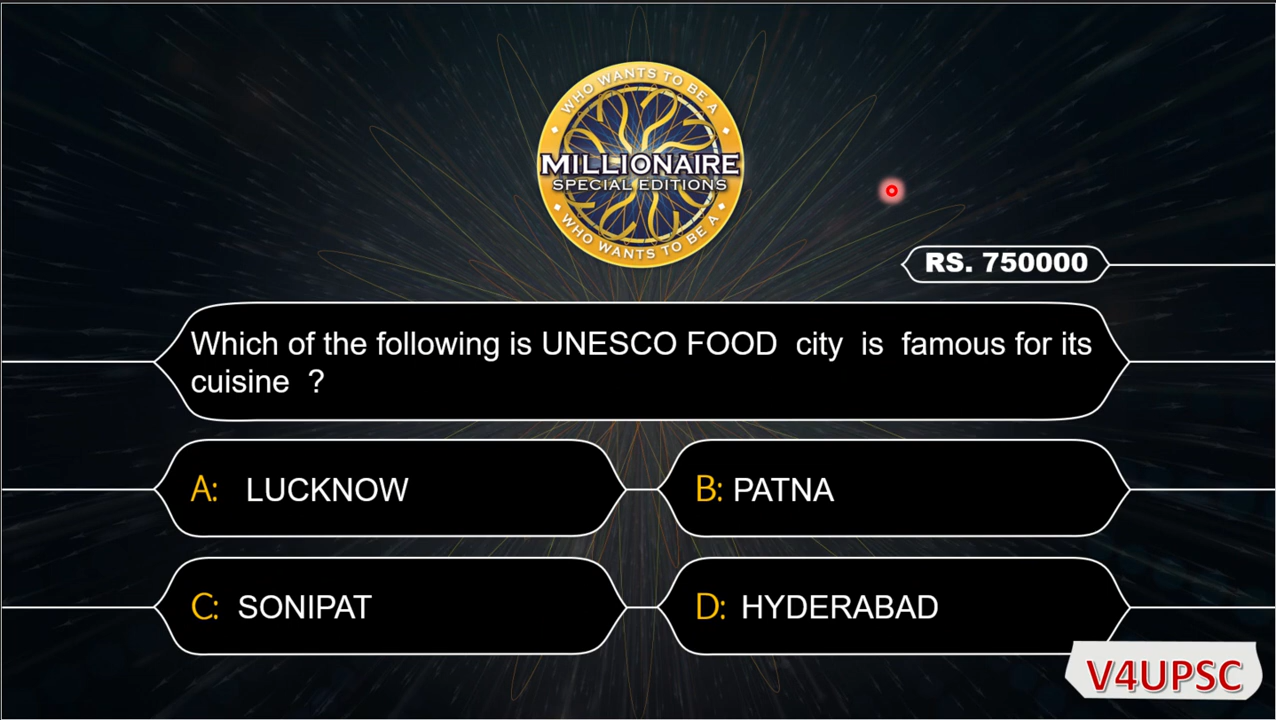 WHO WANTS TO BE A
MILLIONAIRE
SPECIAL EDITIONS
WHO WANTS TO BE A
RS. 750000
Which of the following is UNESCO FOOD city is famous for its
cuisine ?
A: LUCKNOW
B: PATNA
C: SONIPAT
D: HYDERABAD
V4UPSC